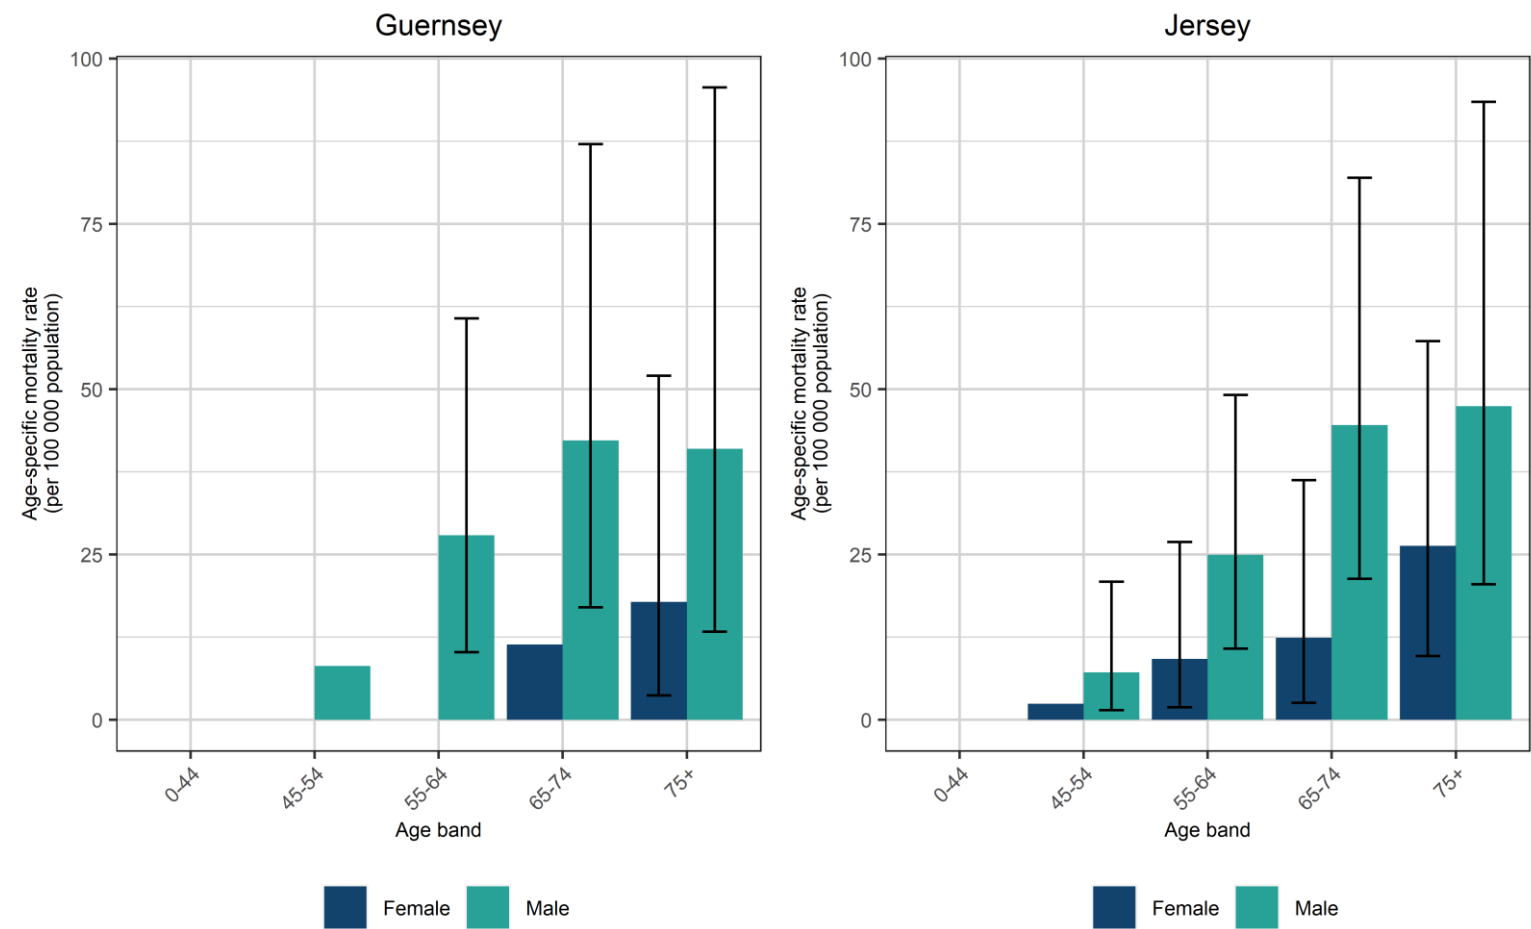 Guernsey
Age-specific mortality rate
(per 100 000 population)
100
75
50
25
0
0-44
45-54
55-64
65-74
75+
Age band
Female
Male
Jersey
Age-specific mortality rate
(per 100 000 population)
100
75
50
25
0
0-44
45-54
55-64
65-74
75+
Age band
Female
Male